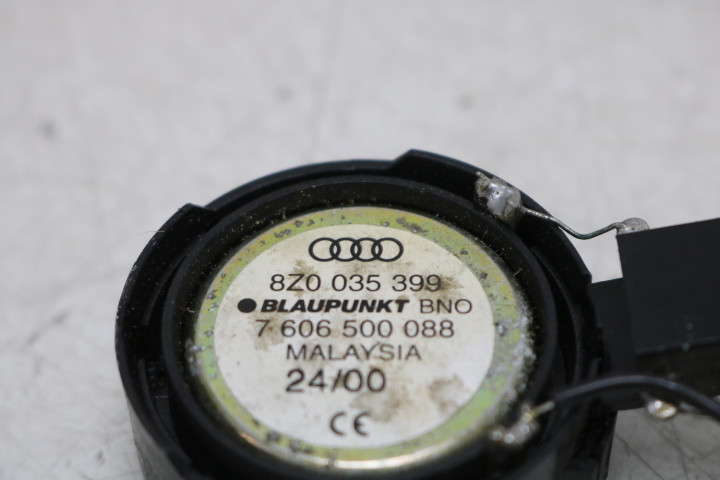 8Z0 035 399
BLAUPUNKT BNO
7 606 500 088
MALAYSIA
24/00
CE